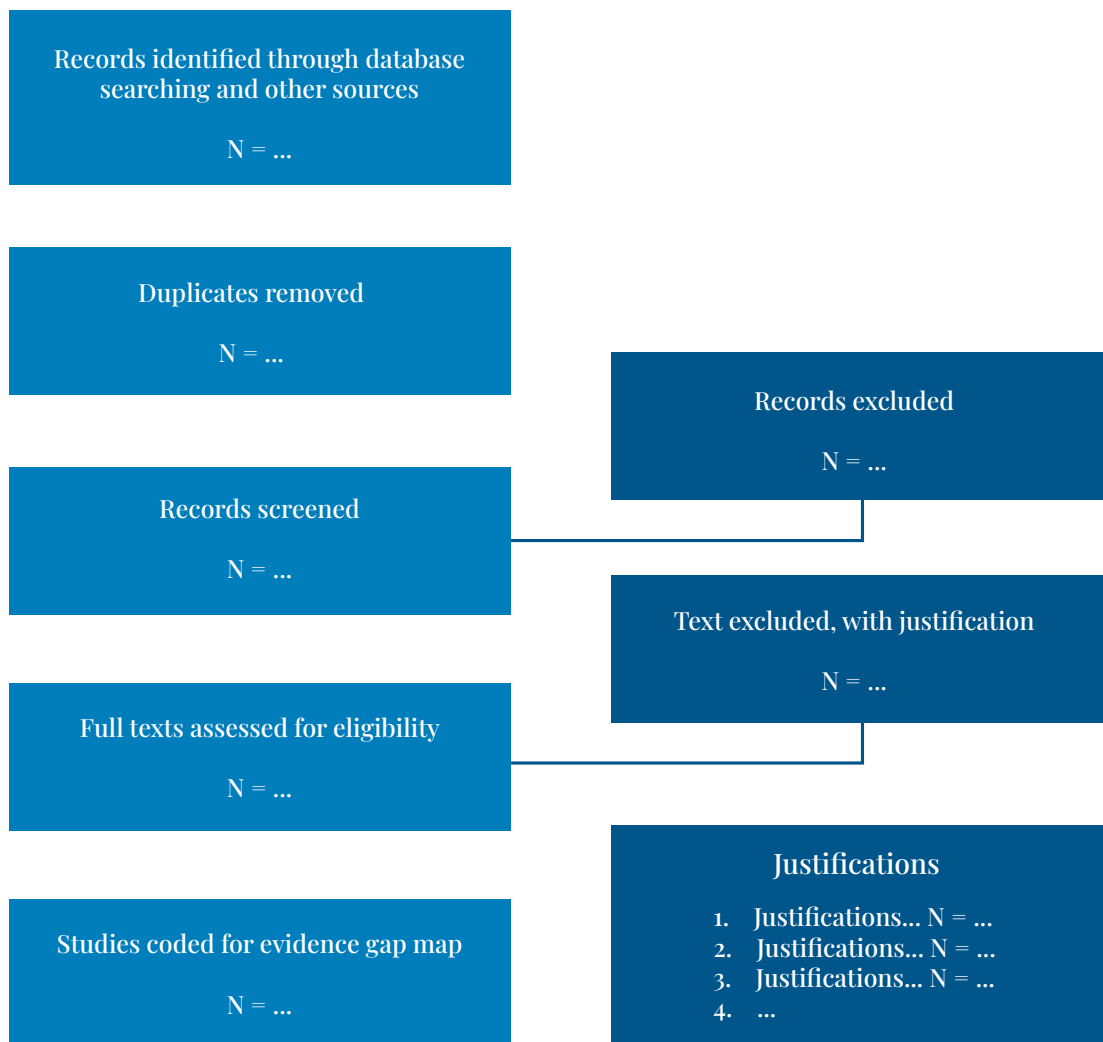 Records identified through database
searching and other sources
N = ...
Duplicates removed
N = ...
Records excluded
N = ...
Records screened
N = ...
Text excluded, with justification
N = ...
Full texts assessed for eligibility
N = ...
Justifications
1. Justifications... N = ...
2. Justifications... N = ...
3. Justifications... N = ...
4. ...
Studies coded for evidence gap map
N = ...